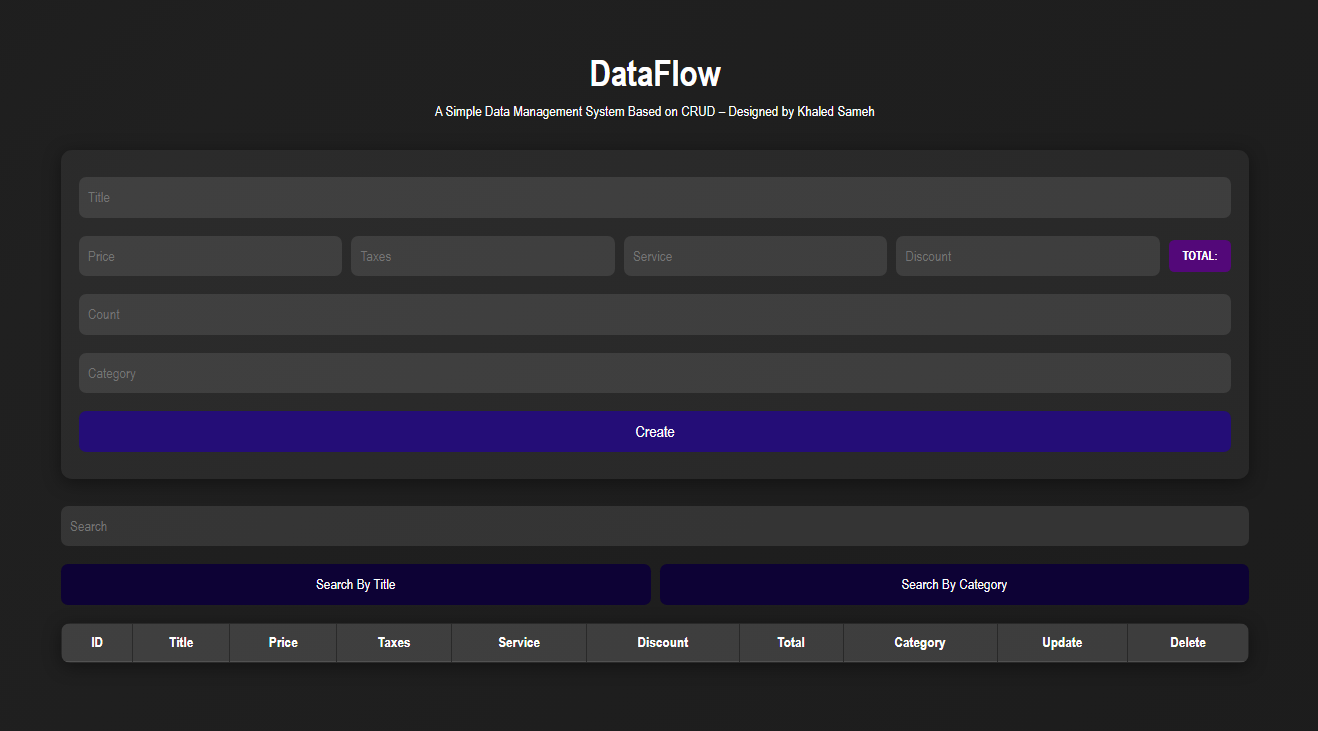 DataFlow
A Simple Data Management System Based on CRUD – Designed by Khaled Sameh
Title
Price Taxes Service Discount TOTAL:
Count
Category
Create
Search
Search By Title Search By Category
ID Title Price Taxes Service Discount Total Category Update Delete